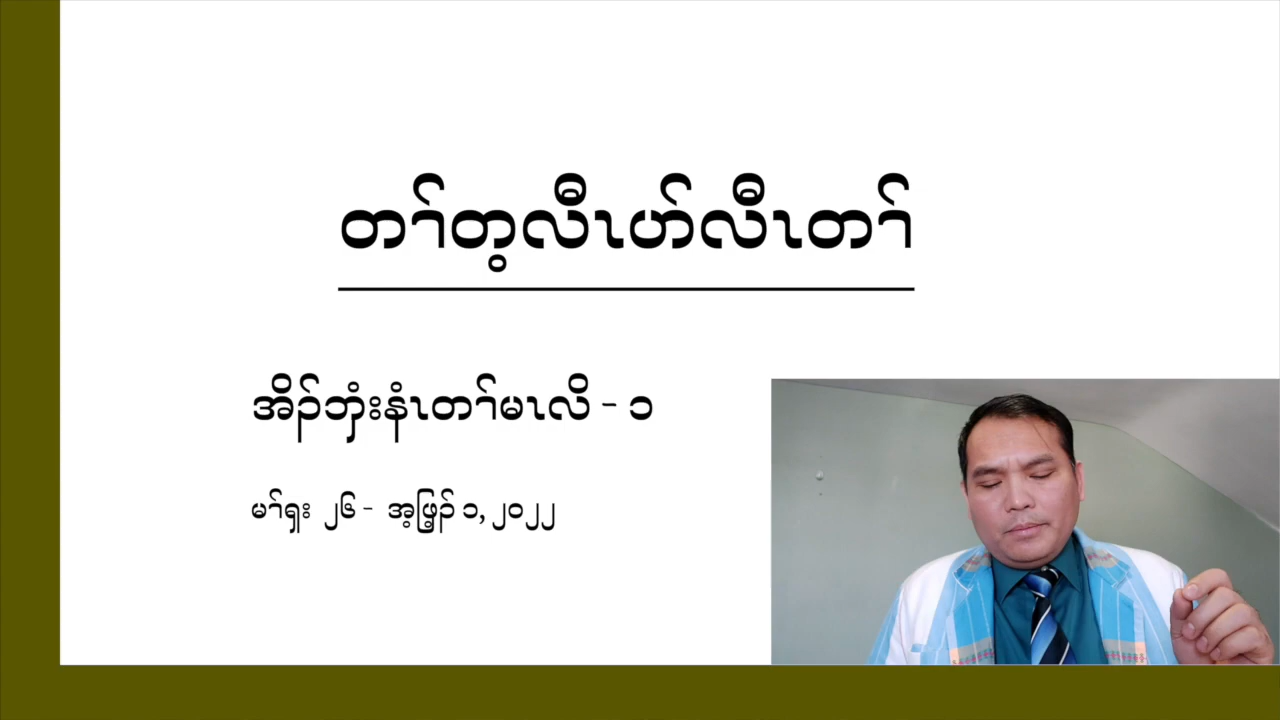 တၢ်တွလီၤဟ်လီၤတၢ်
အိၣ်ဘှံးနံၤတၢ်မၤလိ - ၁
မၢ်ရှး ၂၆ - အ့ဖြ့ၣ် ၁, ၂၀၂၂